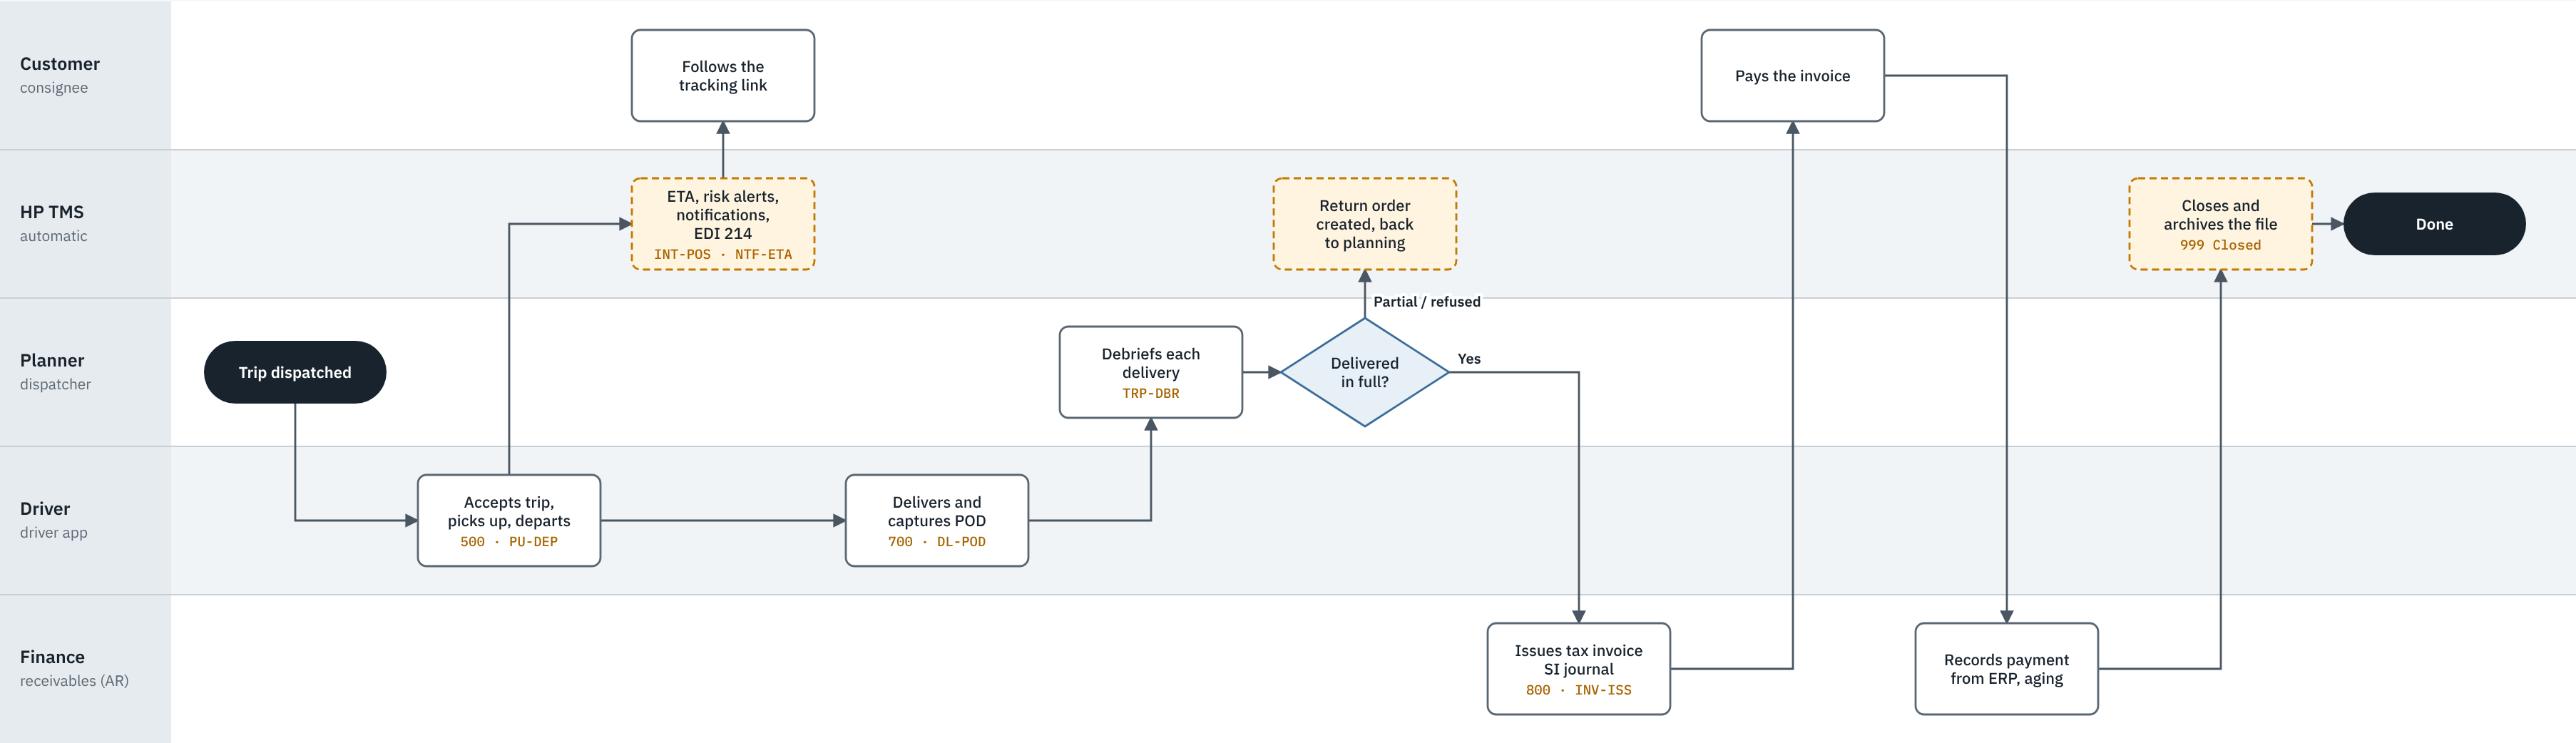 Customer
consignee
Follows the
tracking link
Pays the invoice
HP TMS
automatic
ETA, risk alerts,
notifications,
EDI 214
INT-POS · NTF-ETA
Return order
created, back
to planning
Closes and
archives the file
999 Closed
Done
Partial / refused
Planner
dispatcher
Trip dispatched
Debriefs each
delivery
TRP-DBR
Delivered
in full?
Yes
Driver
driver app
Accepts trip,
picks up, departs
500 · PU-DEP
Delivers and
captures POD
700 · DL-POD
Finance
receivables (AR)
Issues tax invoice
SI journal
800 · INV-ISS
Records payment
from ERP, aging